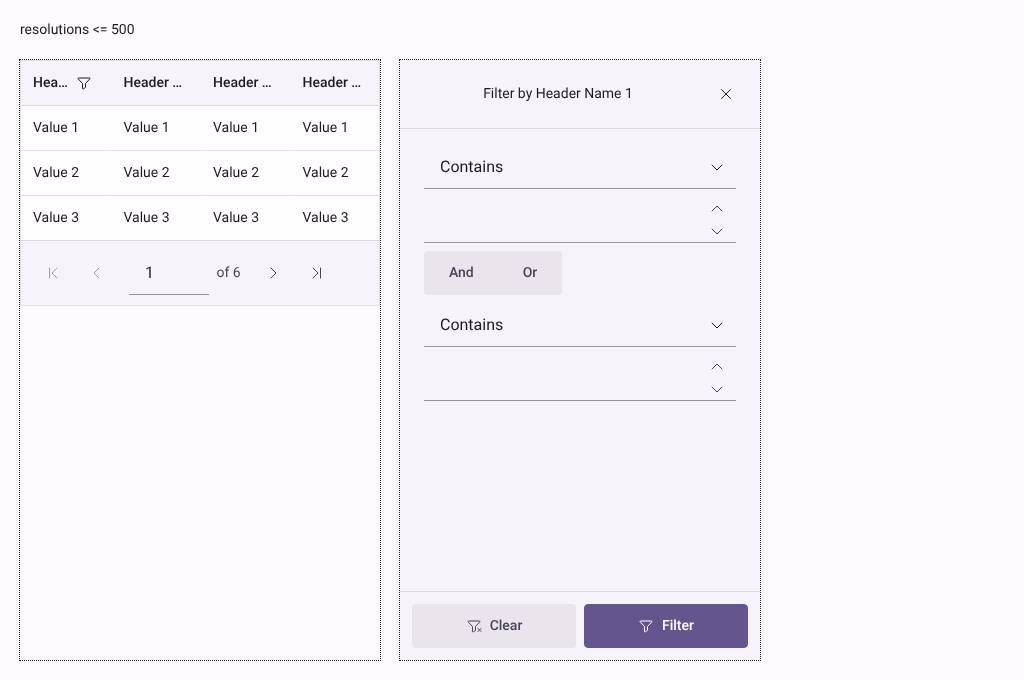 resolutions <= 500
Hea... Header ... Header ... Header ...
Value 1 Value 1 Value 1 Value 1
Value 2 Value 2 Value 2 Value 2
Value 3 Value 3 Value 3 Value 3
1 of 6
Filter by Header Name 1
Contains
And Or
Contains
Clear Filter